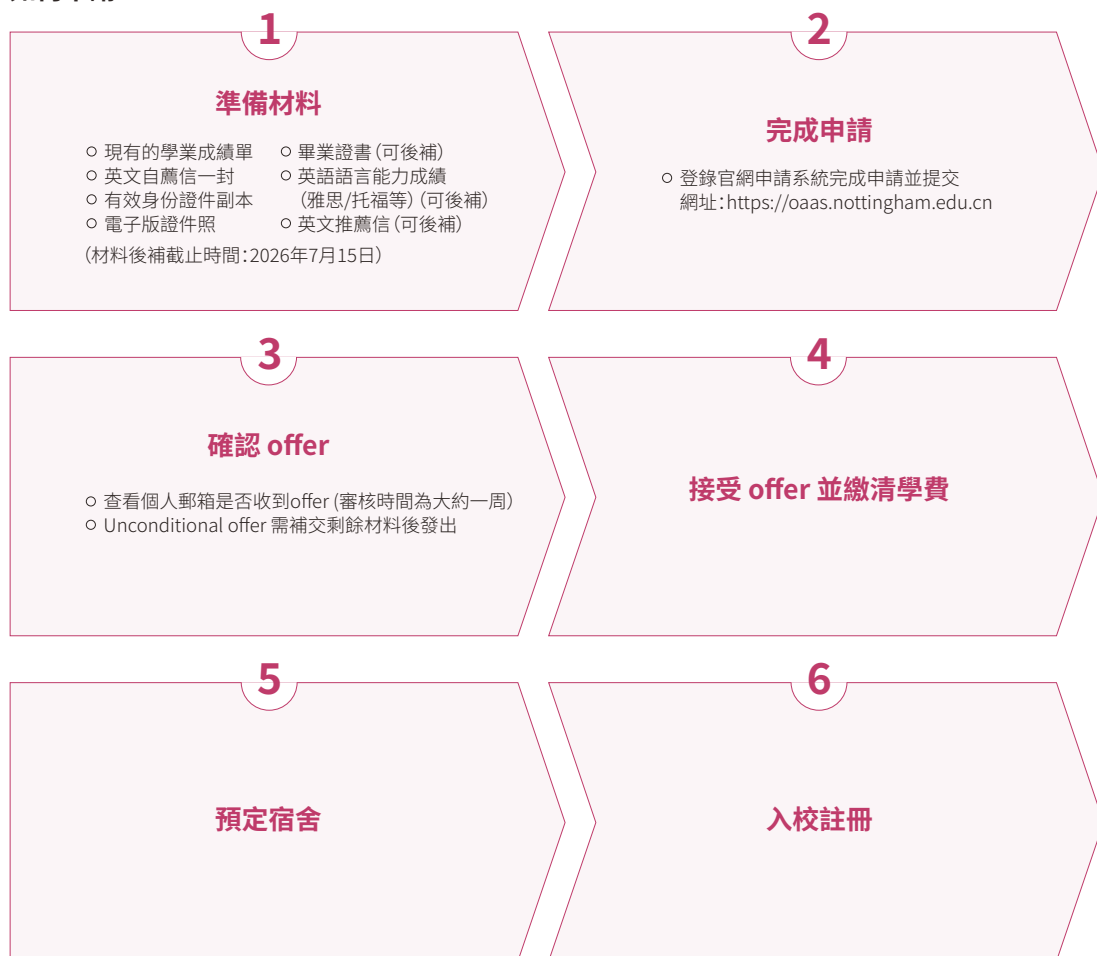 1
準備材料
○ 現有的學業成績單
○ 英文自薦信一封
○ 有效身份證件副本
○ 電子版證件照
○ 畢業證書(可後補)
○ 英語語言能力成績
(雅思/托福等)(可後補)
○ 英文推薦信(可後補)
(材料後補截止時間:2026年7月15日)
2
完成申請
○ 登錄官網申請系統完成申請並提交
網址:https://oaas.nottingham.edu.cn
3
確認 offer
○ 查看個人郵箱是否收到offer (審核時間為大約一周)
○ Unconditional offer 需補交剩餘材料後發出
4
接受 offer 並繳清學費
5
預定宿舍
6
入校註冊